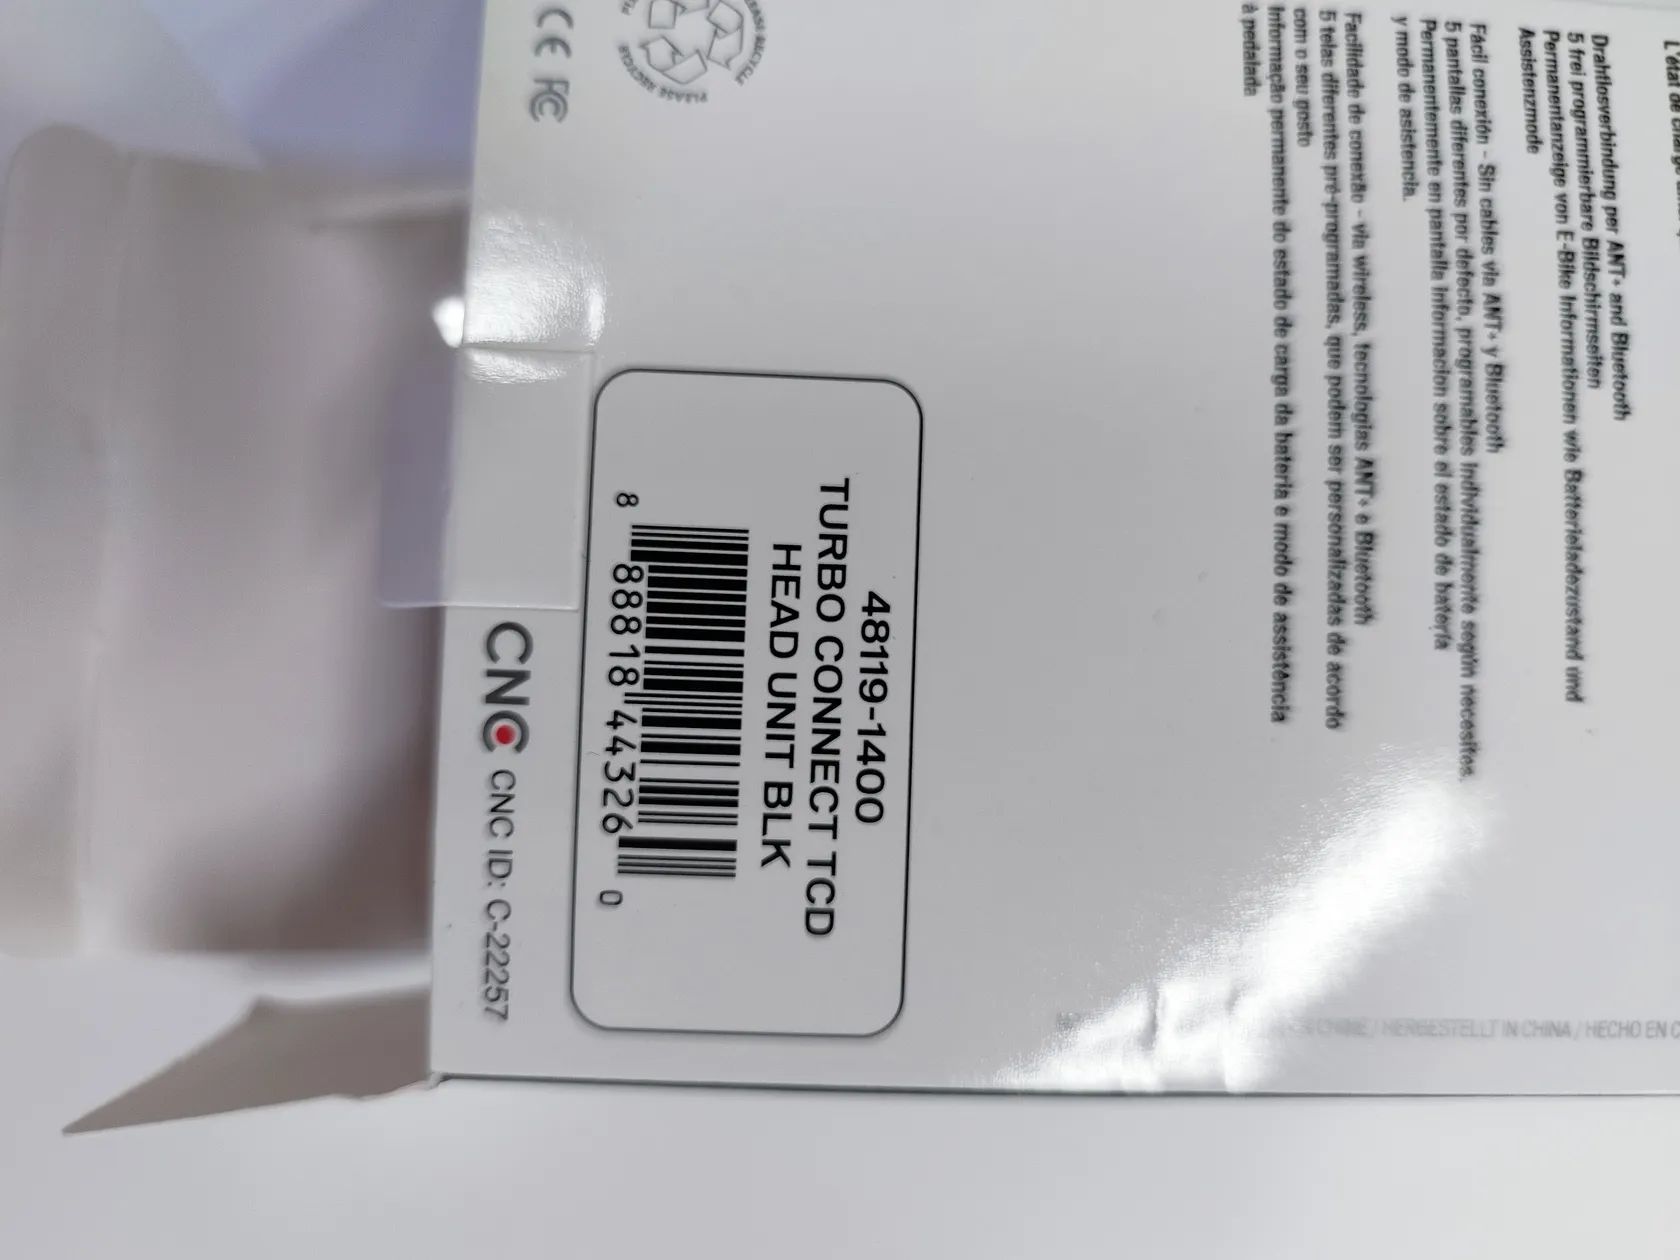 Drahtlosverbindung per ANT+ and Bluetooth
5 frei programmierbare Bildschirmseiten
Permanentanzeige von E-Bike Informationen wie Batterieladezustand und
Assistenzmode
Fácil conexión - Sin cables vía ANT+ y Bluetooth
5 pantallas diferentes por defecto, programables individualmente según necesites.
Permanentemente en pantalla informacion sobre el estado de batería
y modo de asistencia.
Facilidade de conexão - via wireless, tecnologias ANT+ e Bluetooth
5 telas diferentes pré-programadas, que podem ser personalizadas de acordo
com o seu gosto
Informação permanente do estado de carga da bateria e modo de assistência
à pedalada
48119-1400
TURBO CONNECT TCD
HEAD UNIT BLK
8 88818 44326 0
CE FC
PLEASE RECYCLE
CNC CNC ID: C-22257
/ HERGESTELLT IN CHINA / HECHO EN